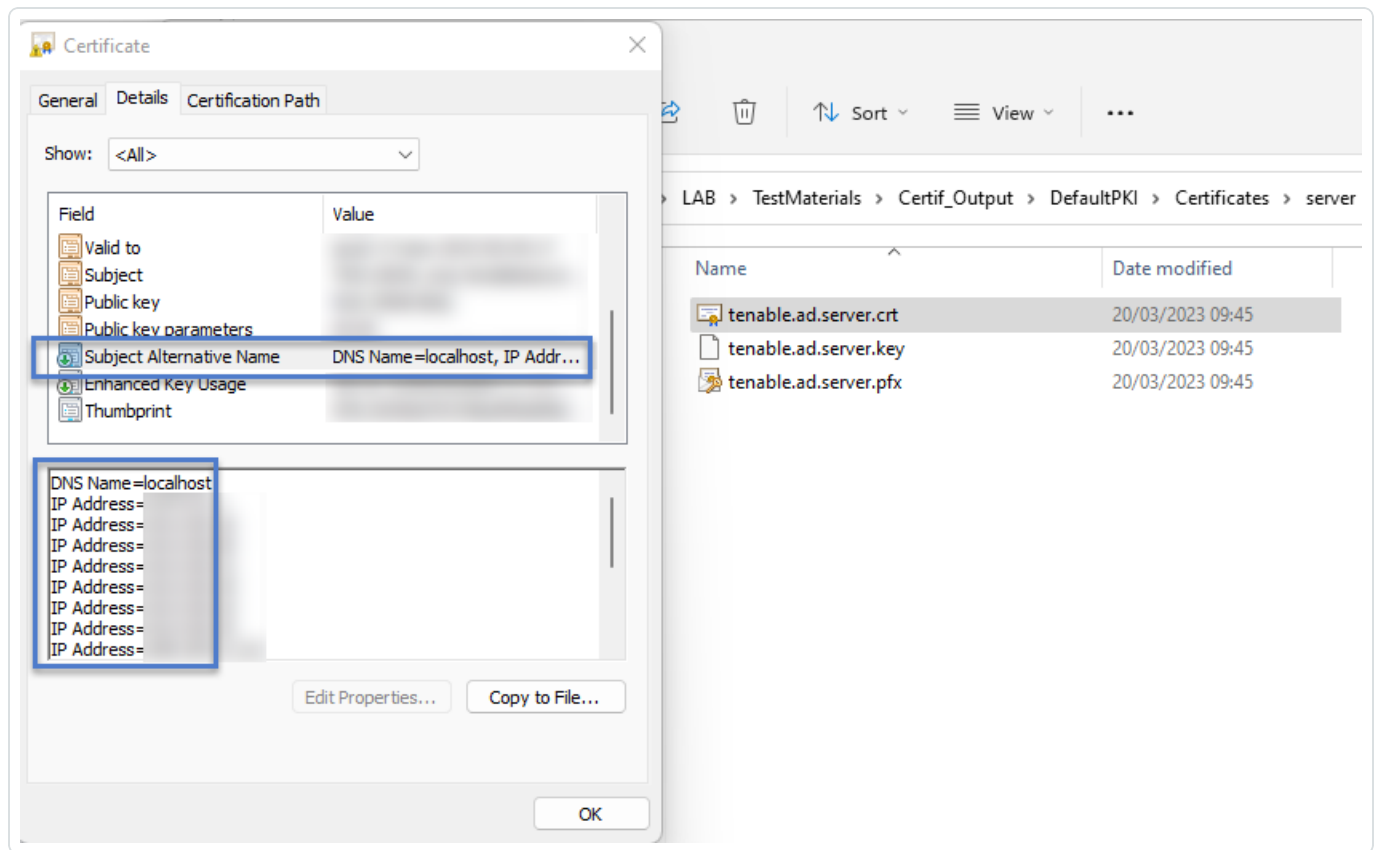 Certificate
General Details Certification Path
Show: <All>
Field Value
Valid to
Subject
Public key
Public key parameters
Subject Alternative Name DNS Name=localhost, IP Addr...
Enhanced Key Usage
Thumbprint
DNS Name=localhost
IP Address=
IP Address=
IP Address=
IP Address=
IP Address=
IP Address=
IP Address=
IP Address=
Edit Properties... Copy to File...
OK
Sort View
LAB > TestMaterials > Certif_Output > DefaultPKI > Certificates > server
Name Date modified
tenable.ad.server.crt 20/03/2023 09:45
tenable.ad.server.key 20/03/2023 09:45
tenable.ad.server.pfx 20/03/2023 09:45